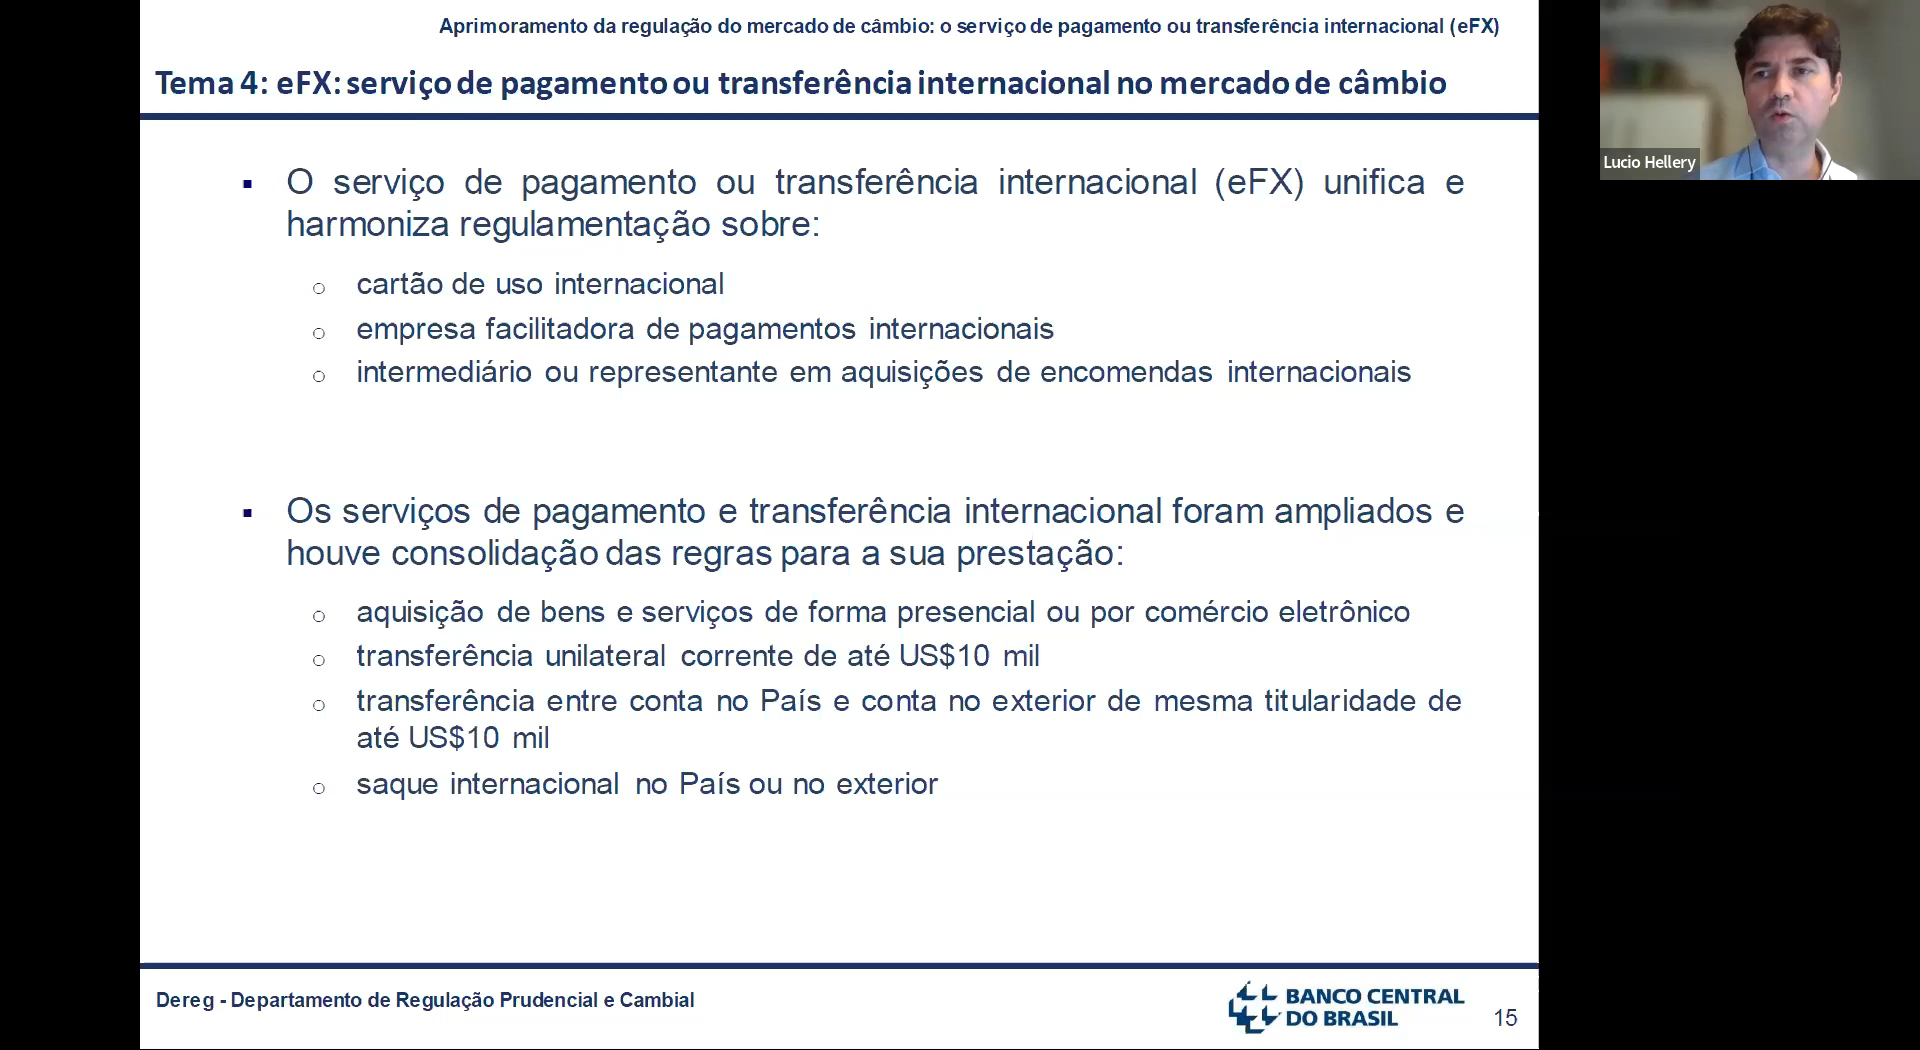 Aprimoramento da regulação do mercado de câmbio: o serviço de pagamento ou transferência internacional (eFX)
Tema 4: eFX: serviço de pagamento ou transferência internacional no mercado de câmbio
▪ O serviço de pagamento ou transferência internacional (eFX) unifica e
harmoniza regulamentação sobre:
○ cartão de uso internacional
○ empresa facilitadora de pagamentos internacionais
○ intermediário ou representante em aquisições de encomendas internacionais
▪ Os serviços de pagamento e transferência internacional foram ampliados e
houve consolidação das regras para a sua prestação:
○ aquisição de bens e serviços de forma presencial ou por comércio eletrônico
○ transferência unilateral corrente de até US$10 mil
○ transferência entre conta no País e conta no exterior de mesma titularidade de
até US$10 mil
○ saque internacional no País ou no exterior
Dereg - Departamento de Regulação Prudencial e Cambial
BANCO CENTRAL
DO BRASIL
15
Lucio Hellery